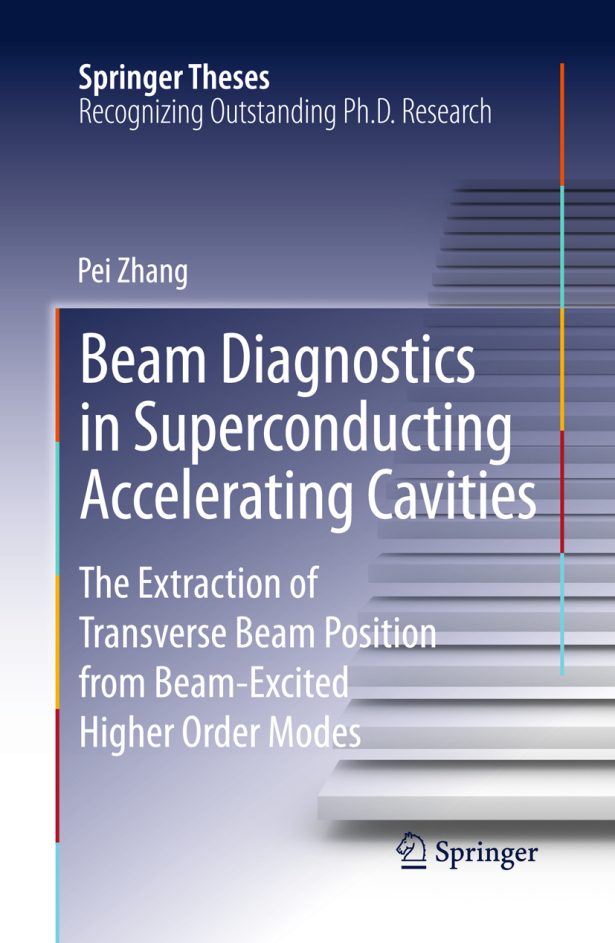 Springer Theses
Recognizing Outstanding Ph.D. Research
Pei Zhang
Beam Diagnostics
in Superconducting
Accelerating Cavities
The Extraction of
Transverse Beam Position
from Beam-Excited
Higher Order Modes
Springer